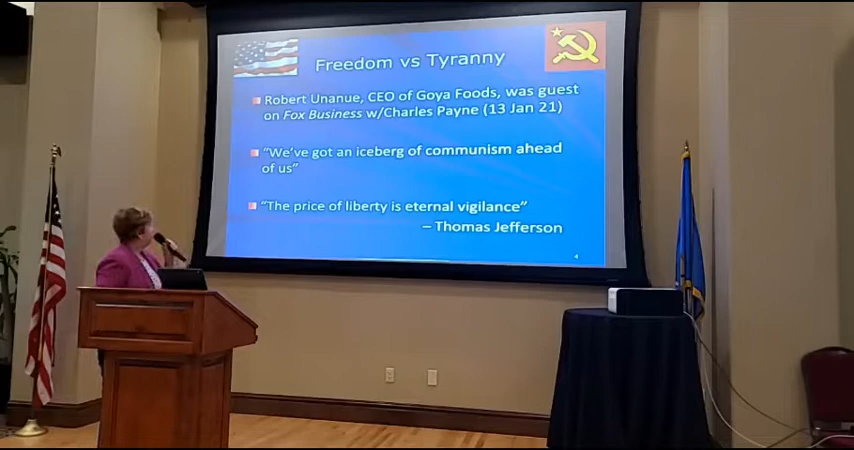 Freedom vs Tyranny
Robert Unanue, CEO of Goya Foods, was guest
on Fox Business w/Charles Payne (13 Jan 21)
"We've got an iceberg of communism ahead
of us"
"The price of liberty is eternal vigilance"
– Thomas Jefferson
4